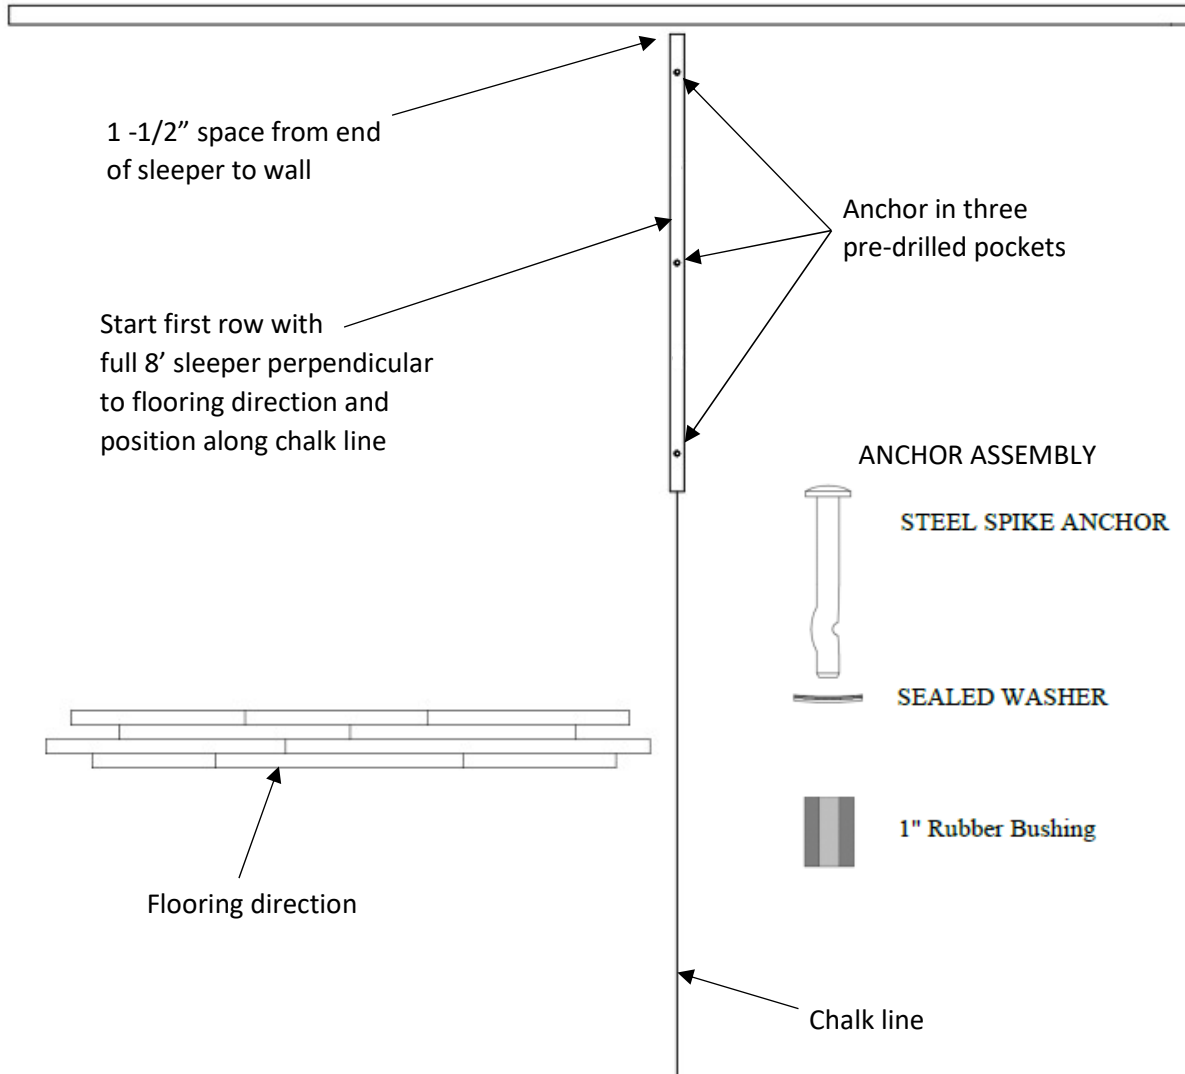 1 -1/2” space from end
of sleeper to wall
Anchor in three
pre-drilled pockets
Start first row with
full 8’ sleeper perpendicular
to flooring direction and
position along chalk line
ANCHOR ASSEMBLY
STEEL SPIKE ANCHOR
SEALED WASHER
1" Rubber Bushing
Flooring direction
Chalk line